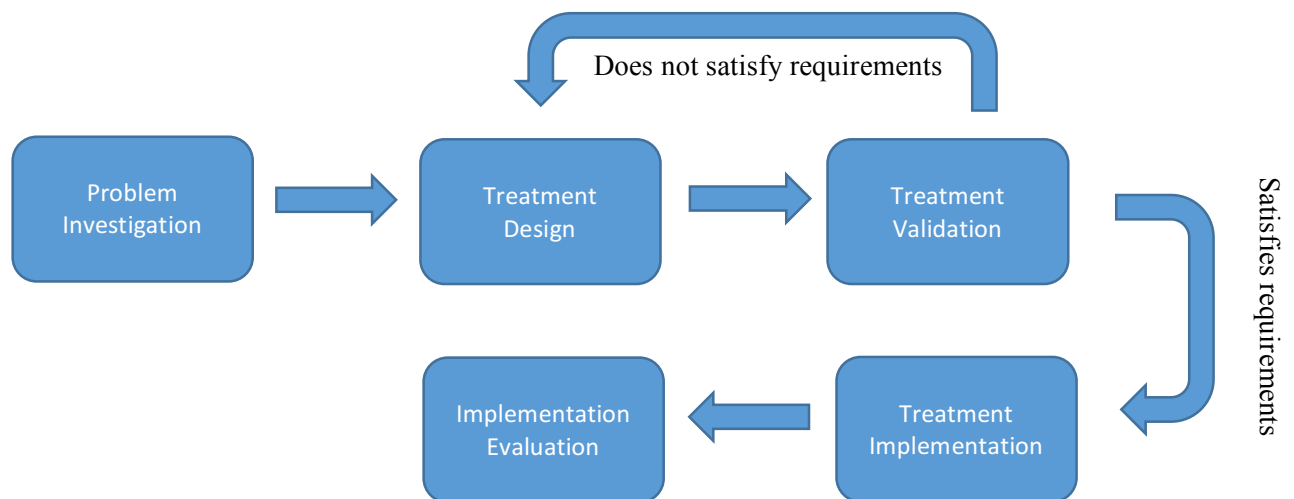 Does not satisfy requirements
Problem
Investigation
Treatment
Design
Treatment
Validation
Satisfies requirements
Implementation
Evaluation
Treatment
Implementation